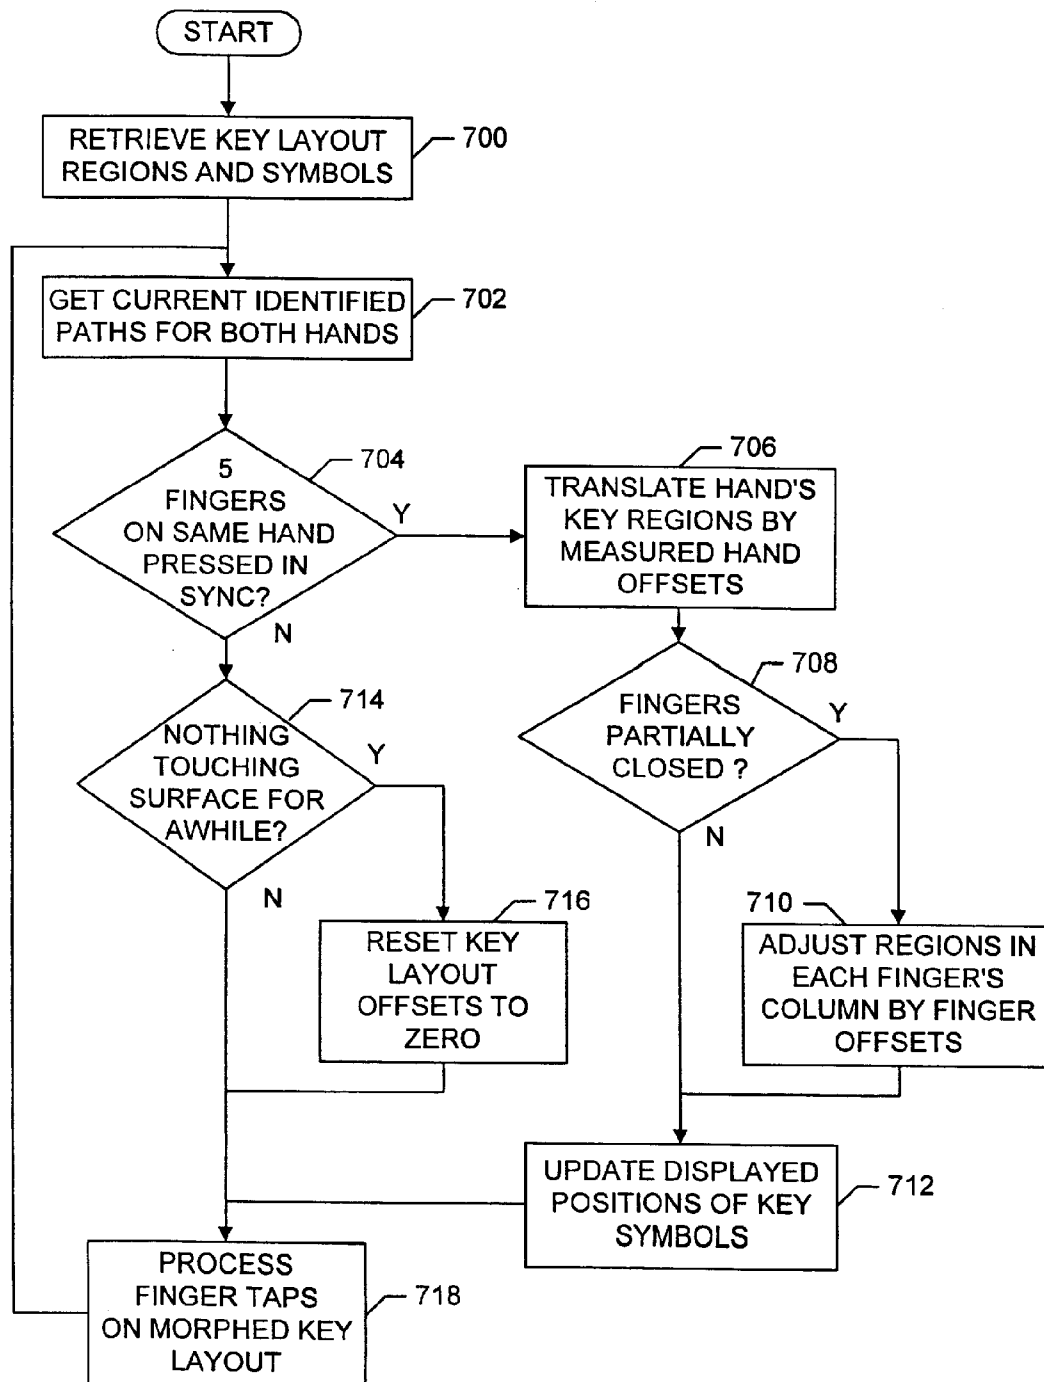 START
RETRIEVE KEY LAYOUT
REGIONS AND SYMBOLS
700
GET CURRENT IDENTIFIED
PATHS FOR BOTH HANDS
702
5
FINGERS
ON SAME HAND
PRESSED IN
SYNC?
704
Y
N
706
TRANSLATE HAND'S
KEY REGIONS BY
MEASURED HAND
OFFSETS
708
FINGERS
PARTIALLY
CLOSED ?
Y
N
714
NOTHING
TOUCHING
SURFACE FOR
AWHILE?
Y
N
716
RESET KEY
LAYOUT
OFFSETS TO
ZERO
710
ADJUST REGIONS IN
EACH FINGER'S
COLUMN BY FINGER
OFFSETS
UPDATE DISPLAYED
POSITIONS OF KEY
SYMBOLS
712
PROCESS
FINGER TAPS
ON MORPHED KEY
LAYOUT
718